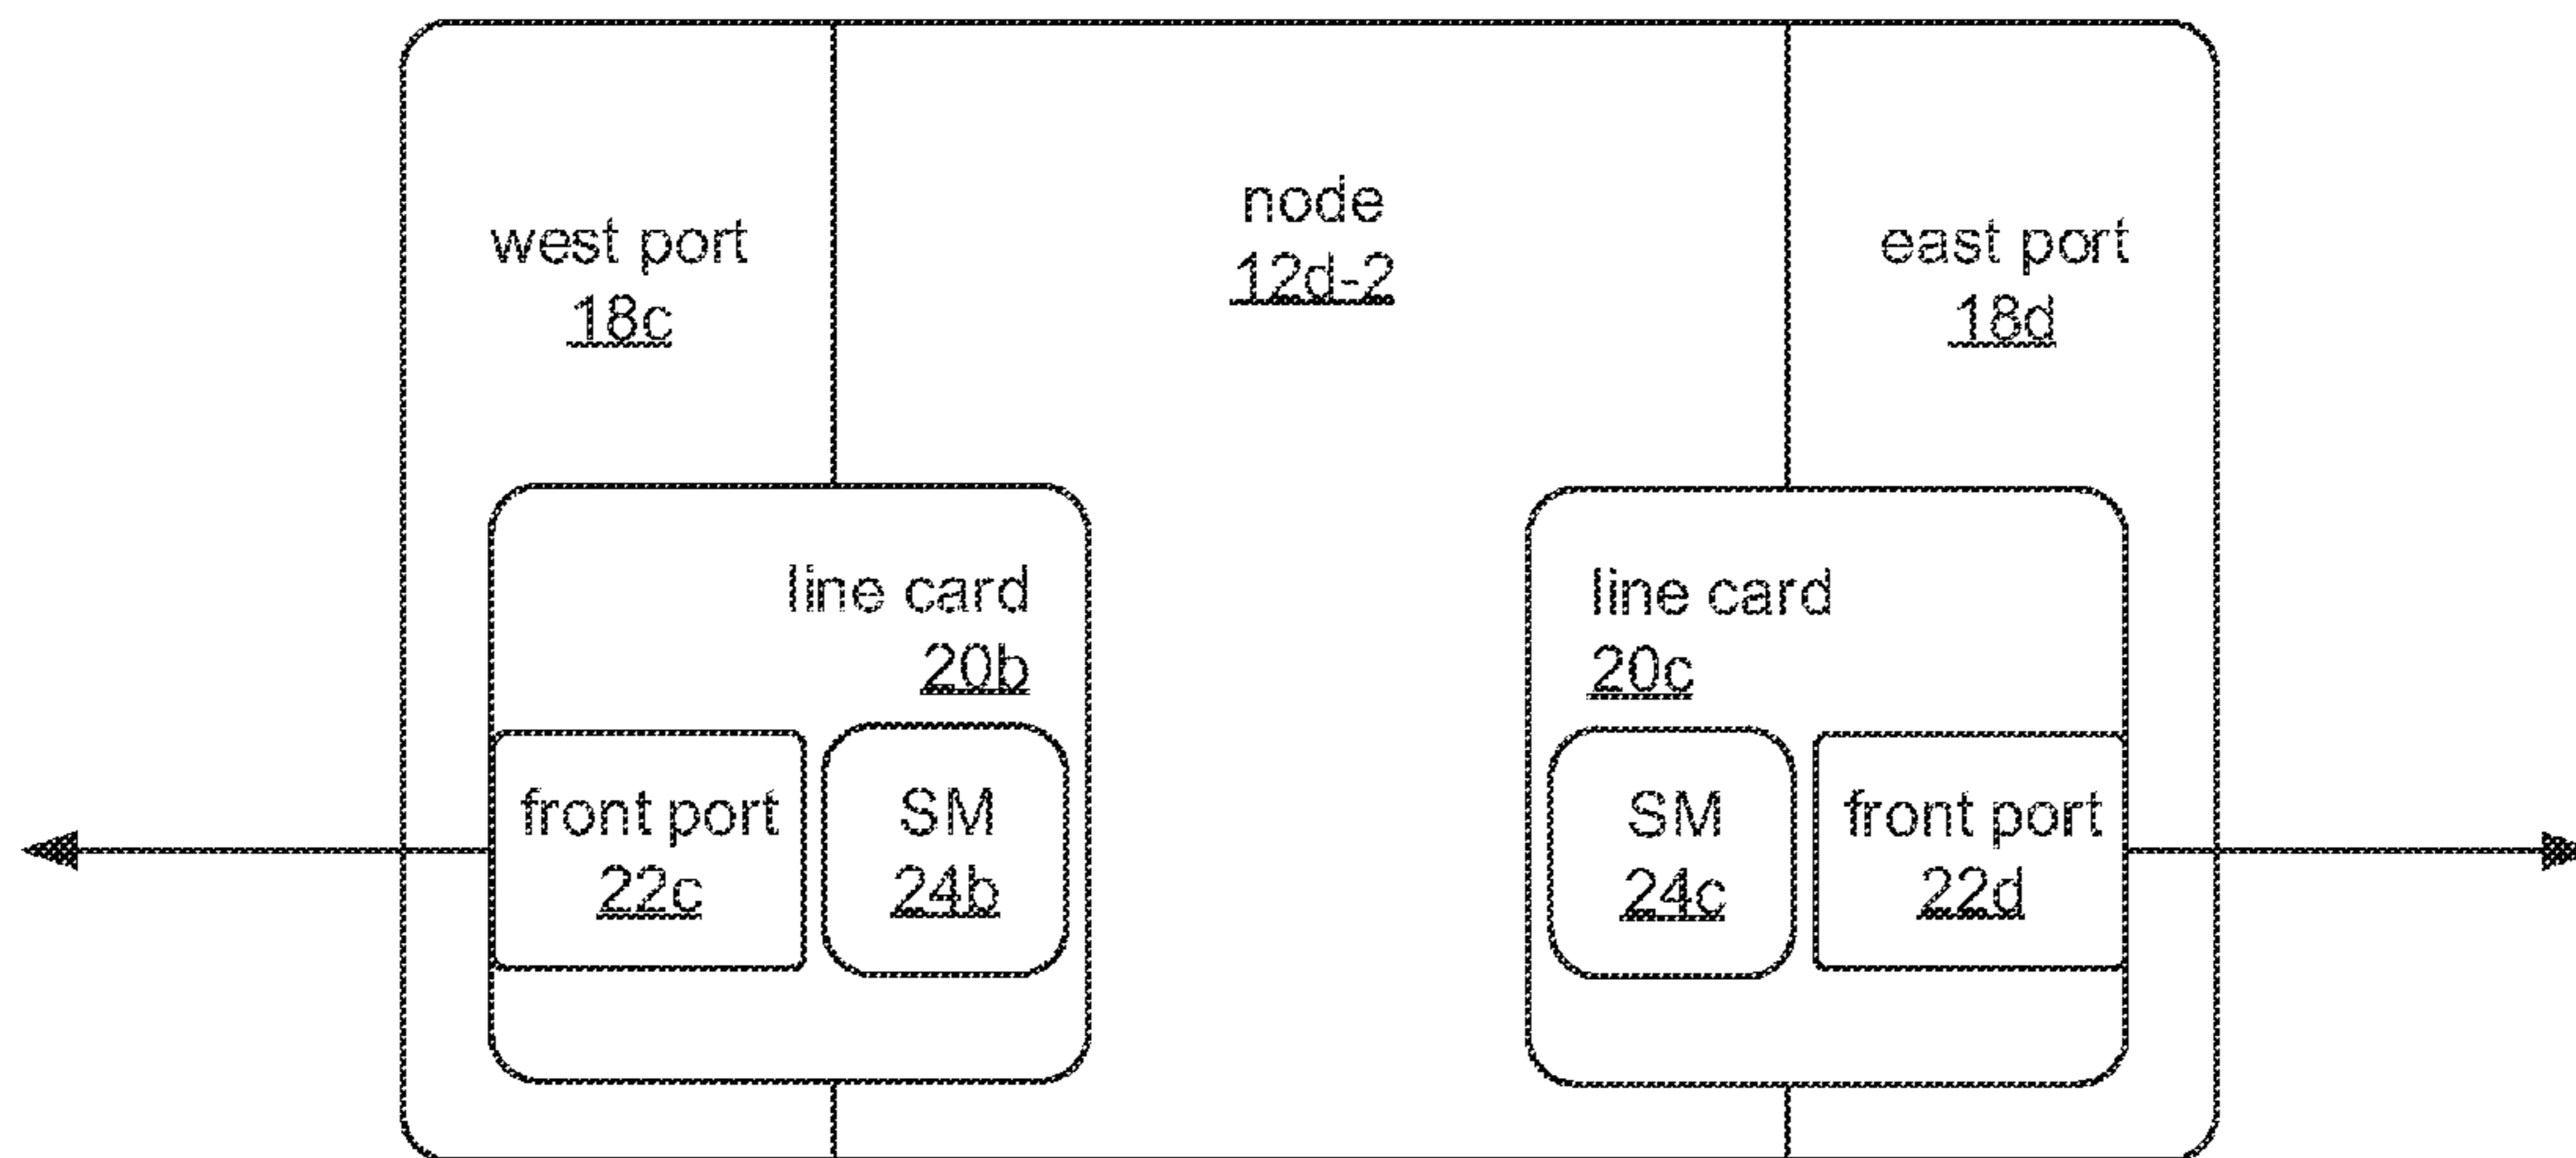 west port
18c
node
12d-2
east port
18d
line card
20b
front port
22c
SM
24b
line card
20c
SM
24c
front port
22d